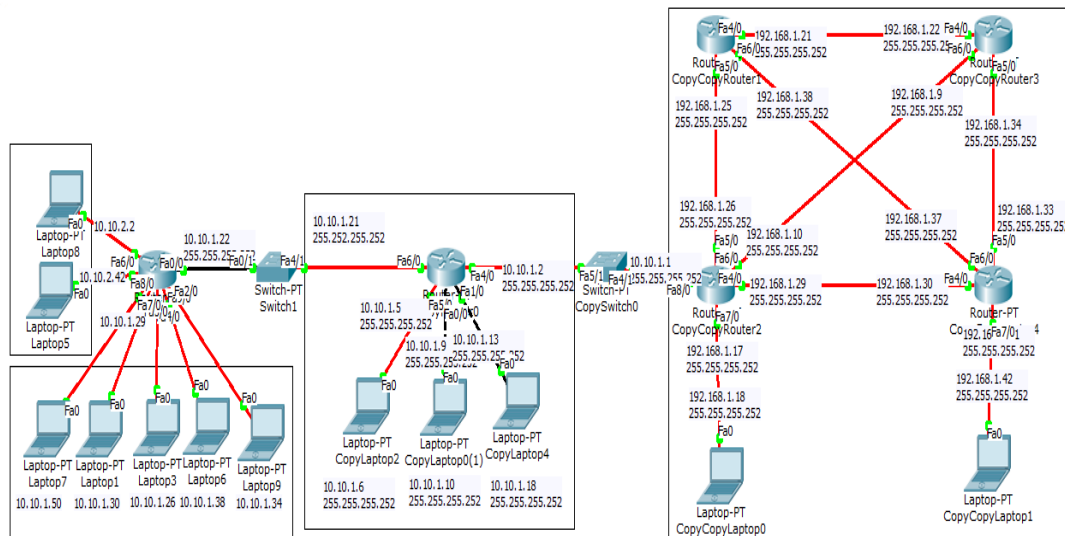 Fa4/0
192.168.1.21
255.255.255.252
192.168.1.22
Fa4/0
Fa6/0
Fa5/0
CopyCopyRouter1
Fa6/0
Fa5/0
CopyCopyRouter3
192.168.1.25
255.255.255.252
192.168.1.38
255.255.255.252
192.168.1.9
255.255.255.252
192.168.1.34
255.255.255.252
Fa0
Laptop-PT
Laptop8
10.10.2.2
Fa0
Laptop-PT
Laptop5
10.10.2.42
Fa6/0
Fa0/0
Fa8/0
Fa2/0
Fa7/0
10.10.1.29
10.10.1.22
Fa0/1
Switch-PT
Switch1
Fa4/1
10.10.1.21
255.252.255.252
Fa6/0
Fa4/0
Fa1/0
Fa0/0
10.10.1.2
255.255.255.252
10.10.1.5
255.255.255.252
10.10.1.9
10.10.1.13
Fa5/1
Switch-PT
CopySwitch0
Fa4/1
10.10.1.1
255.255.255.252
Fa8/0
192.168.1.26
255.255.255.252
Fa5/0
Fa6/0
Fa4/0
CopyCopyRouter2
Fa7/0
192.168.1.10
255.255.255.252
192.168.1.29
255.255.255.252
192.168.1.37
255.255.255.252
192.168.1.33
255.255.255.252
Fa5/0
Fa6/0
192.168.1.30
255.255.255.252
Fa4/0
Router-PT
Fa7/0
255.255.255.252
192.168.1.17
255.255.255.252
192.168.1.18
255.255.255.252
Fa0
Laptop-PT
CopyCopyLaptop0
192.168.1.42
255.255.255.252
Fa0
Laptop-PT
CopyCopyLaptop1
Fa0
Fa0
Fa0
Fa0
Fa0
Laptop-PT
Laptop7
Laptop-PT
Laptop1
Laptop-PT
Laptop3
Laptop-PT
Laptop6
Laptop-PT
Laptop9
10.10.1.50
10.10.1.30
10.10.1.26
10.10.1.38
10.10.1.34
Fa0
Fa0
Fa0
Laptop-PT
CopyLaptop2
Laptop-PT
CopyLaptop0(1)
Laptop-PT
CopyLaptop4
10.10.1.6
255.255.255.252
10.10.1.10
255.255.255.252
10.10.1.18
255.255.255.252